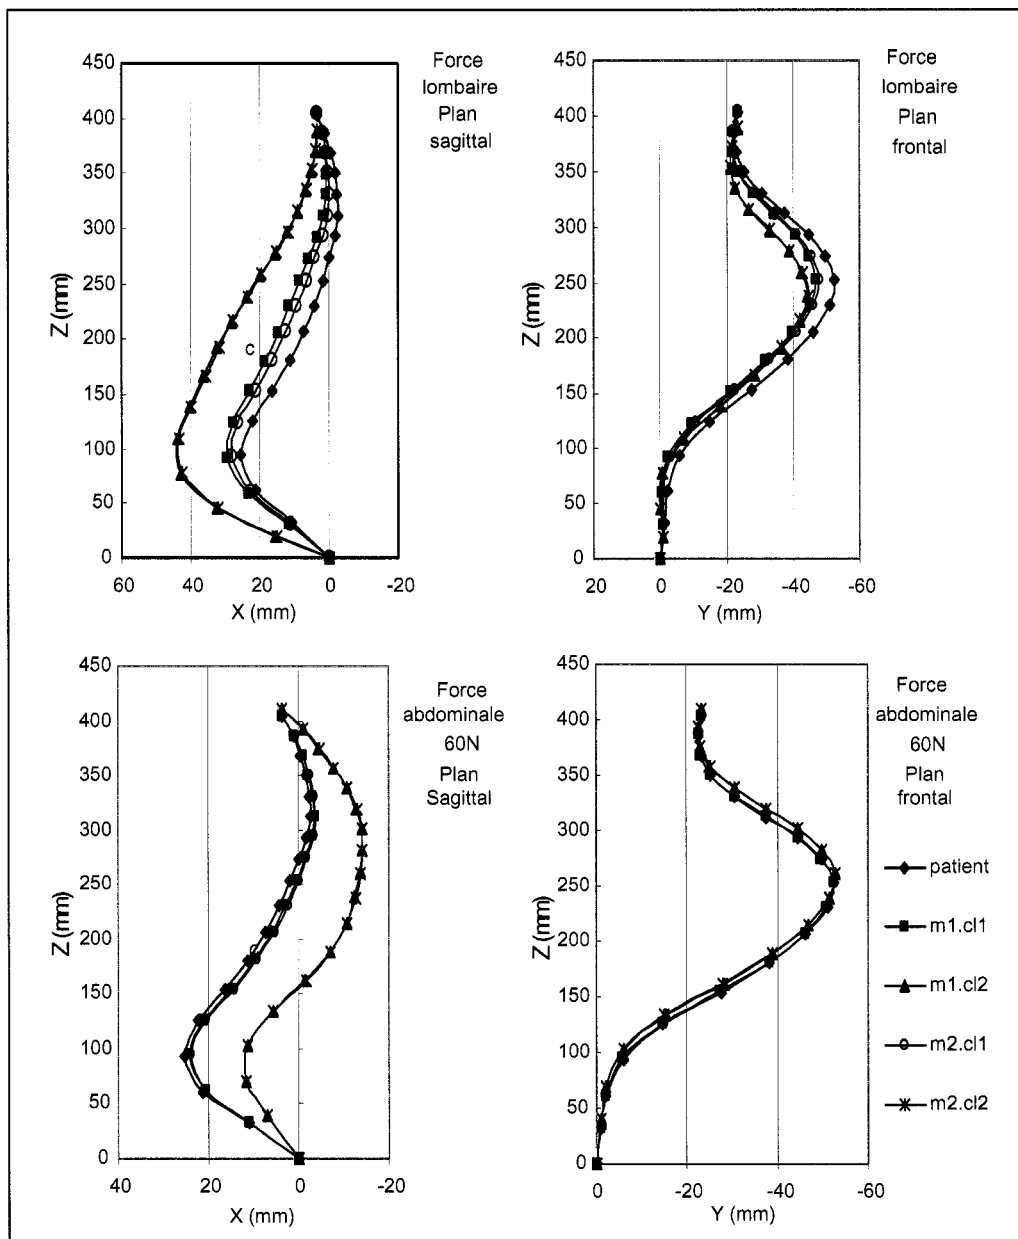 Force
lombaire
Plan
sagittal
450
400
350
300
250
200
150
100
50
0
Z (mm)
c
60 40 20 0 -20
X (mm)
Force
lombaire
Plan
frontal
450
400
350
300
250
200
150
100
50
0
Z (mm)
20 0 -20 -40 -60
Y (mm)
Force
abdominale
60N
Plan
Sagittal
450
400
350
300
250
200
150
100
50
0
Z (mm)
40 20 0 -20
X (mm)
Force
abdominale
60N
Plan
frontal
450
400
350
300
250
200
150
100
50
0
Z (mm)
0 -20 -40 -60
Y (mm)
patient
m1.cl1
m1.cl2
m2.cl1
m2.cl2